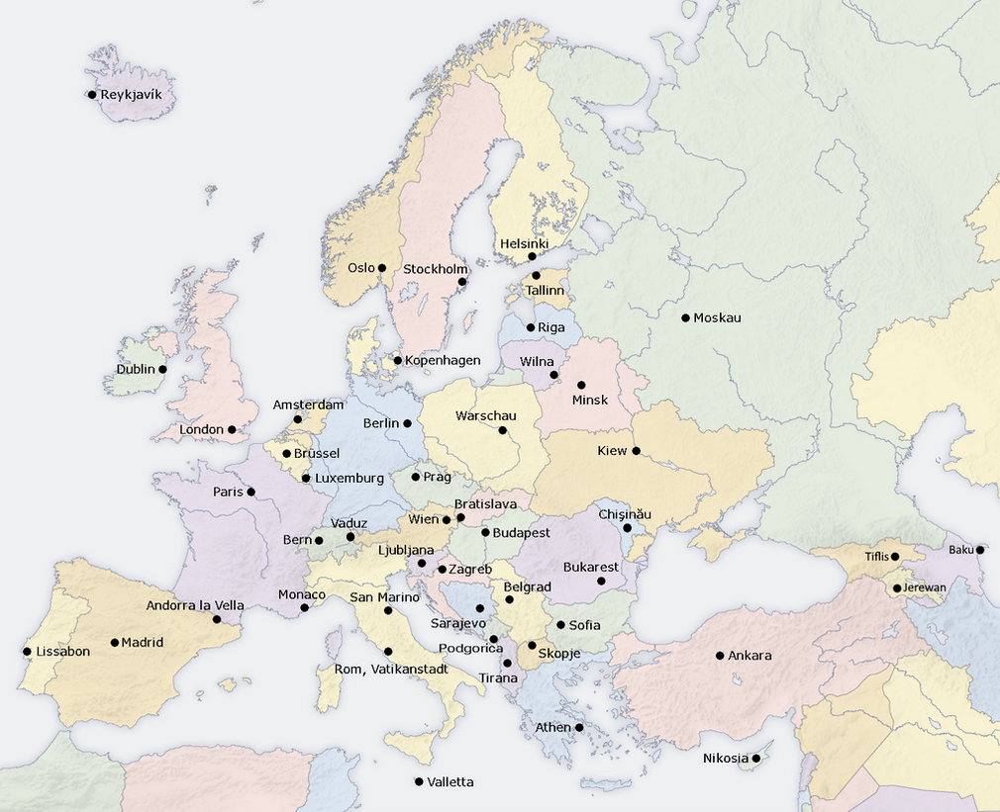 Reykjavík
Helsinki
Oslo
Stockholm
Tallinn
Moskau
Riga
Kopenhagen
Wilna
Dublin
Minsk
Amsterdam
Warschau
Berlin
London
Kiew
Brüssel
Prag
Luxemburg
Paris
Bratislava
Wien
Chişinău
Vaduz
Budapest
Bern
Ljubljana
Baku
Tiflis
Zagreb
Bukarest
Belgrad
Jerewan
Monaco
San Marino
Andorra la Vella
Sarajevo
Sofia
Madrid
Podgorica
Lissabon
Skopje
Ankara
Rom, Vatikanstadt
Tirana
Athen
Nikosia
Valletta